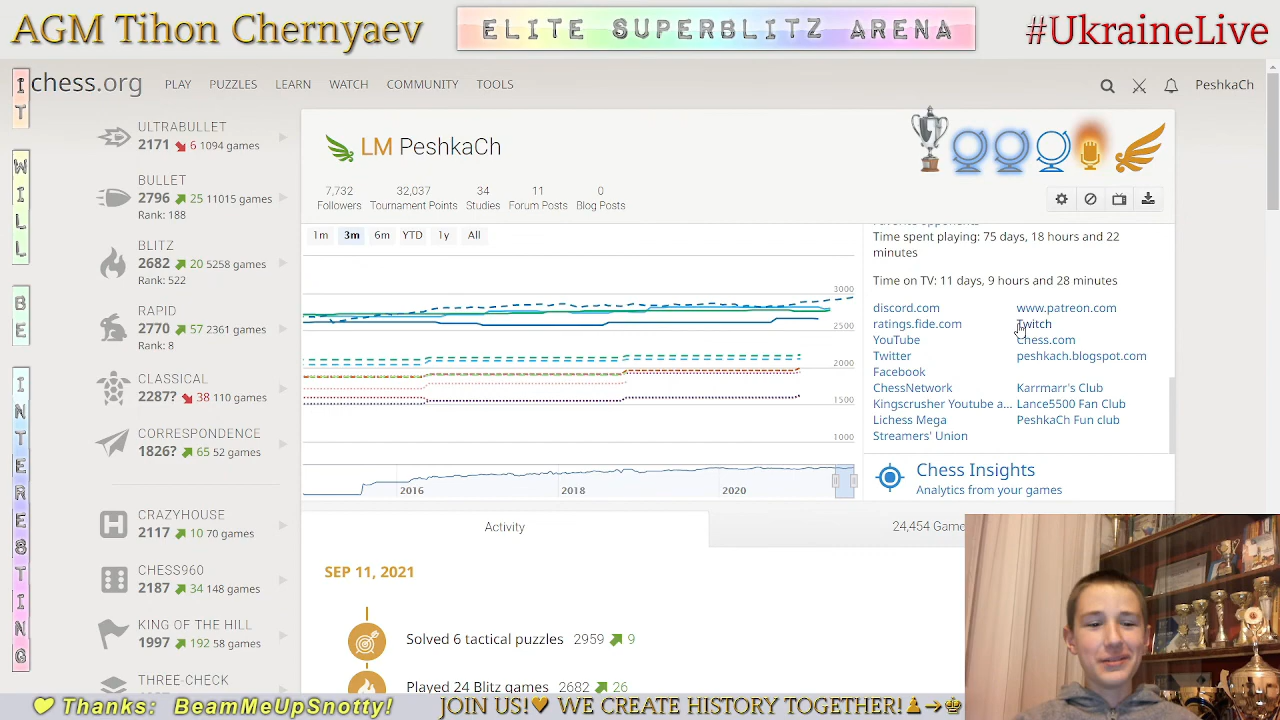 AGM Tihon Chernyaev
ELITE SUPERBLITZ ARENA
#UkraineLive
IT WILL BE INTERESTING
chess.org
PLAY PUZZLES LEARN WATCH COMMUNITY TOOLS
PeshkaCh
ULTRABULLET
2171 6 1094 games
BULLET
2796 25 11015 games
Rank: 188
BLITZ
2682 20 5258 games
Rank: 522
RAPID
2770 57 2361 games
Rank: 8
CLASSICAL
2287? 38 110 games
CORRESPONDENCE
1826? 65 52 games
CRAZYHOUSE
2117 10 70 games
CHESS960
2187 34 148 games
KING OF THE HILL
1997 192 58 games
THREE-CHECK
LM PeshkaCh
7,732 32,037 34 11 0
Followers Tournament Points Studies Forum Posts Blog Posts
1m 3m 6m YTD 1y All
3000
2500
2000
1500
1000
2016 2018 2020
Time spent playing: 75 days, 18 hours and 22
minutes
Time on TV: 11 days, 9 hours and 28 minutes
discord.com www.patreon.com
ratings.fide.com Twitch
YouTube Chess.com
Twitter peshkach.blogspot.com
Facebook
ChessNetwork Karrmarr's Club
Kingscrusher Youtube a... Lance5500 Fan Club
Lichess Mega PeshkaCh Fun club
Streamers' Union
Chess Insights
Analytics from your games
Activity 24,454 Game
SEP 11, 2021
Solved 6 tactical puzzles 2959 9
Played 24 Blitz games 2682 26
Thanks: BeamMeUpSnotty!
JOIN US! WE CREATE HISTORY TOGETHER!